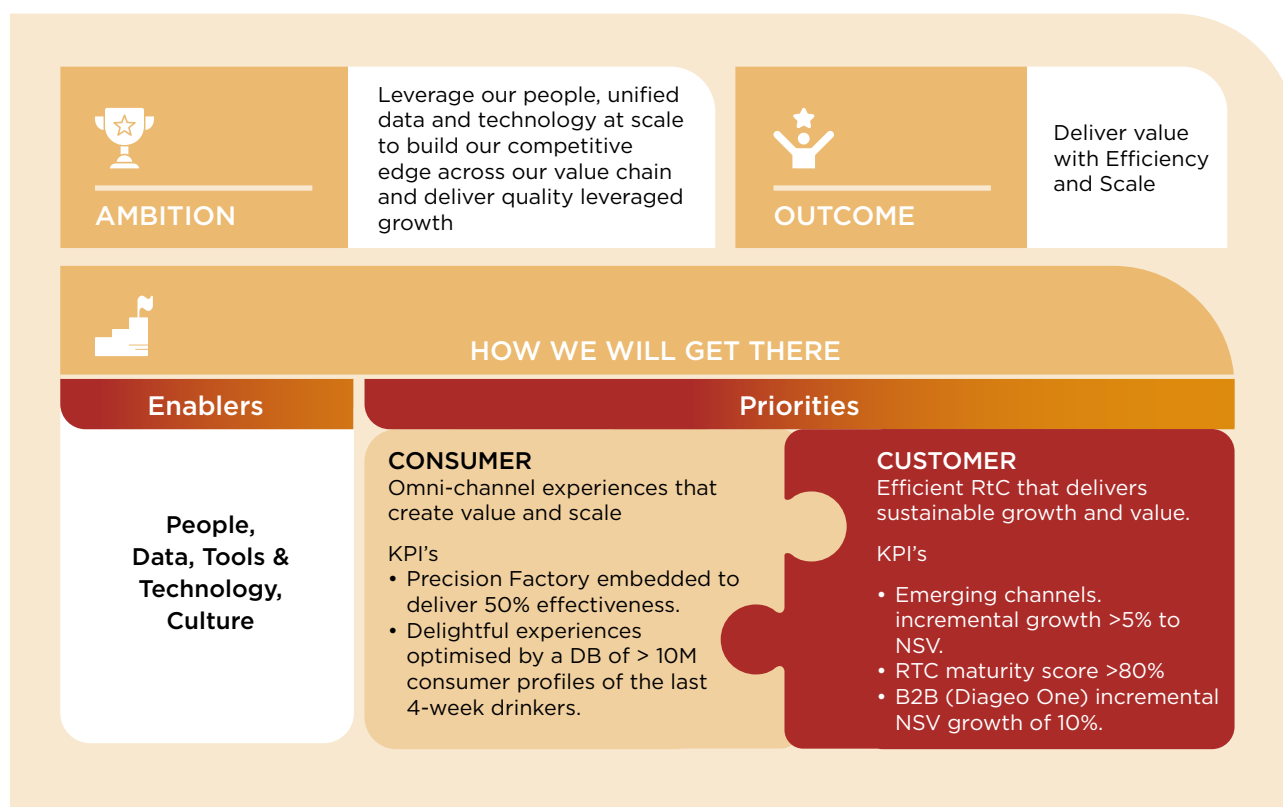 AMBITION
Leverage our people, unified
data and technology at scale
to build our competitive
edge across our value chain
and deliver quality leveraged
growth
OUTCOME
Deliver value
with Efficiency
and Scale
HOW WE WILL GET THERE
Enablers
People,
Data, Tools &
Technology,
Culture
Priorities
CONSUMER
Omni-channel experiences that
create value and scale
KPI's
• Precision Factory embedded to
deliver 50% effectiveness.
• Delightful experiences
optimised by a DB of > 10M
consumer profiles of the last
4-week drinkers.
CUSTOMER
Efficient RtC that delivers
sustainable growth and value.
KPI's
• Emerging channels.
incremental growth >5% to
NSV.
• RTC maturity score >80%
• B2B (Diageo One) incremental
NSV growth of 10%.